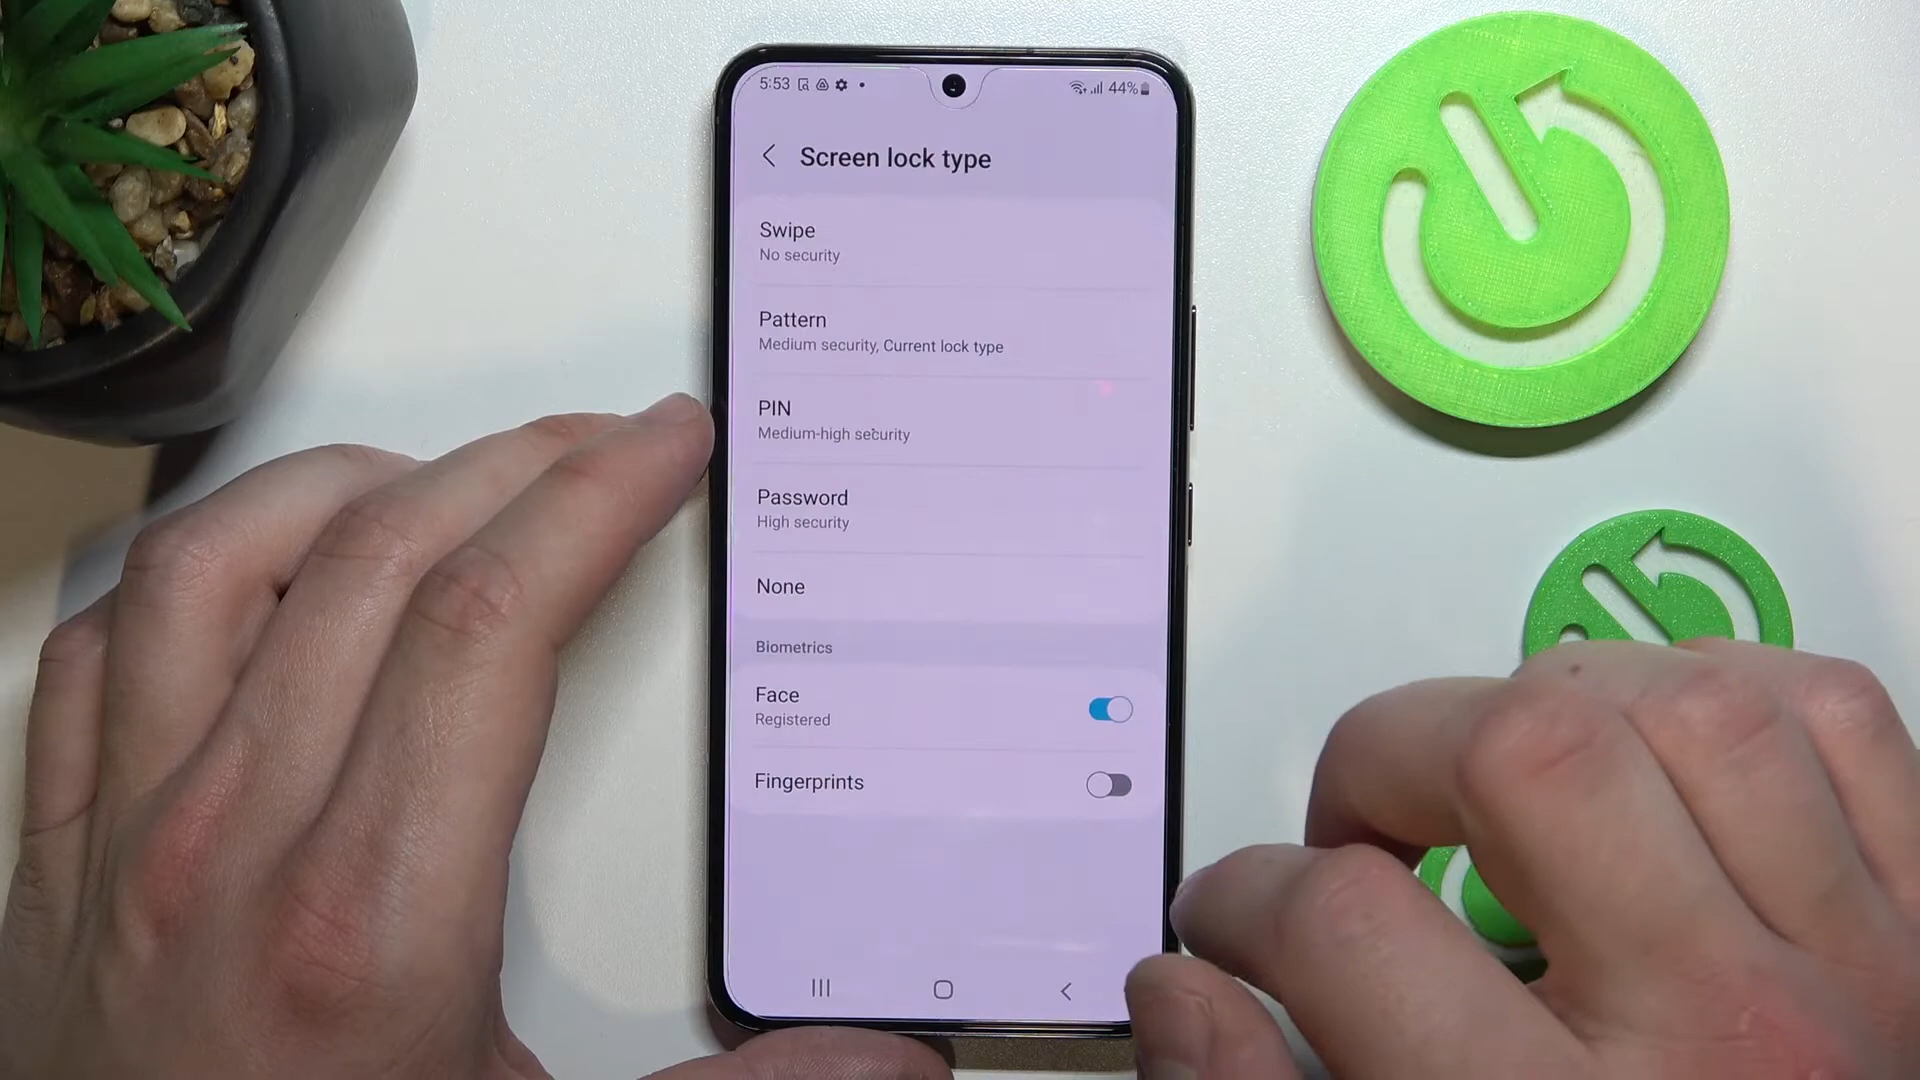 5:53 44%
Screen lock type
Swipe
No security
Pattern
Medium security, Current lock type
PIN
Medium-high security
Password
High security
None
Biometrics
Face
Registered
Fingerprints